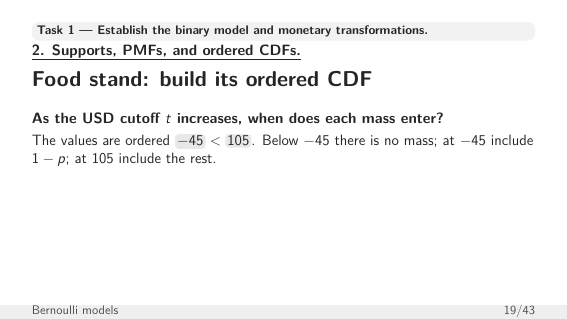 Task 1 — Establish the binary model and monetary transformations.
2. Supports, PMFs, and ordered CDFs.
Food stand: build its ordered CDF
As the USD cutoff t increases, when does each mass enter?
The values are ordered −45 < 105. Below −45 there is no mass; at −45 include
1 − p; at 105 include the rest.
Bernoulli models
19/43